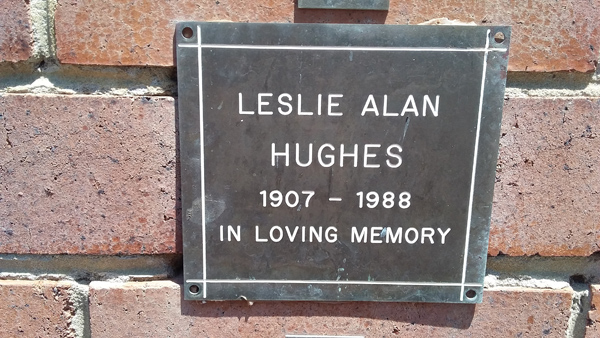 LESLIE ALAN
HUGHES
1907 - 1988
IN LOVING MEMORY